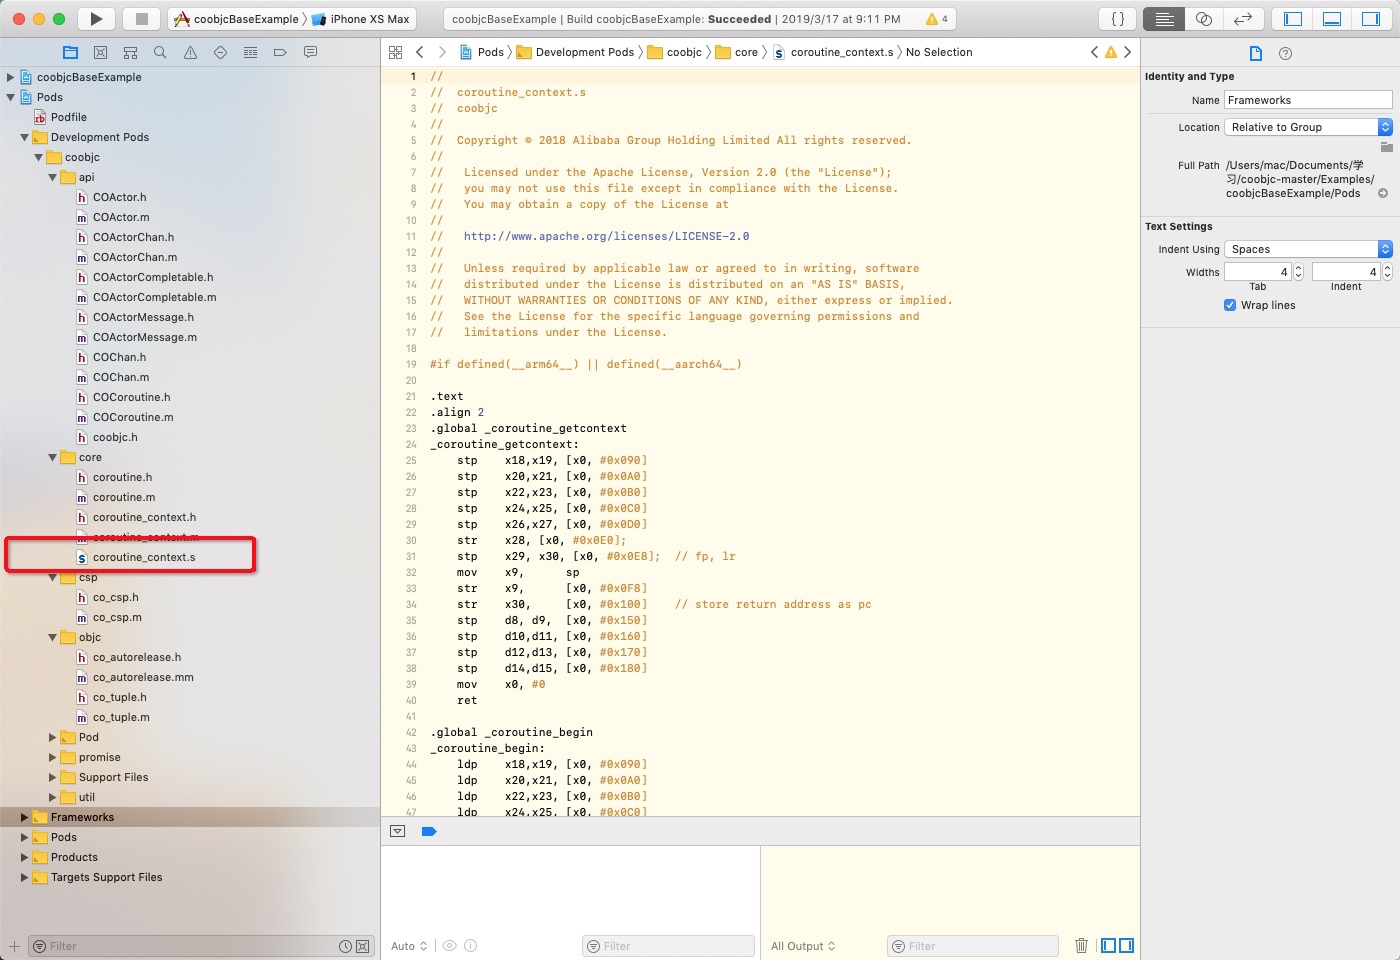 coobjcBaseExample
iPhone XS Max
coobjcBaseExample | Build coobjcBaseExample: Succeeded | 2019/3/17 at 9:11 PM
4
{ }
Pods
Development Pods
coobjc
core
coroutine_context.s
No Selection
coobjcBaseExample
Pods
Podfile
Development Pods
coobjc
api
COActor.h
COActor.m
COActorChan.h
COActorChan.m
COActorCompletable.h
COActorCompletable.m
COActorMessage.h
COActorMessage.m
COChan.h
COChan.m
COCoroutine.h
COCoroutine.m
coobjc.h
core
coroutine.h
coroutine.m
coroutine_context.h
coroutine_context.m
coroutine_context.s
csp
co_csp.h
co_csp.m
objc
co_autorelease.h
co_autorelease.mm
co_tuple.h
co_tuple.m
Pod
promise
Support Files
util
Frameworks
Pods
Products
Targets Support Files
Filter
1 //
2 //  coroutine_context.s
3 //  coobjc
4 //
5 //  Copyright © 2018 Alibaba Group Holding Limited All rights reserved.
6 //
7 //   Licensed under the Apache License, Version 2.0 (the "License");
8 //   you may not use this file except in compliance with the License.
9 //   You may obtain a copy of the License at
10 //
11 //   http://www.apache.org/licenses/LICENSE-2.0
12 //
13 //   Unless required by applicable law or agreed to in writing, software
14 //   distributed under the License is distributed on an "AS IS" BASIS,
15 //   WITHOUT WARRANTIES OR CONDITIONS OF ANY KIND, either express or implied.
16 //   See the License for the specific language governing permissions and
17 //   limitations under the License.
18
19 #if defined(__arm64__) || defined(__aarch64__)
20
21 .text
22 .align 2
23 .global _coroutine_getcontext
24 _coroutine_getcontext:
25     stp    x18,x19, [x0, #0x090]
26     stp    x20,x21, [x0, #0x0A0]
27     stp    x22,x23, [x0, #0x0B0]
28     stp    x24,x25, [x0, #0x0C0]
29     stp    x26,x27, [x0, #0x0D0]
30     str    x28, [x0, #0x0E0];
31     stp    x29, x30, [x0, #0x0E8];  // fp, lr
32     mov    x9,      sp
33     str    x9,      [x0, #0x0F8]
34     str    x30,     [x0, #0x100]    // store return address as pc
35     stp    d8, d9,  [x0, #0x150]
36     stp    d10,d11, [x0, #0x160]
37     stp    d12,d13, [x0, #0x170]
38     stp    d14,d15, [x0, #0x180]
39     mov    x0, #0
40     ret
41
42 .global _coroutine_begin
43 _coroutine_begin:
44     ldp    x18,x19, [x0, #0x090]
45     ldp    x20,x21, [x0, #0x0A0]
46     ldp    x22,x23, [x0, #0x0B0]
47     ldp    x24,x25, [x0, #0x0C0]
Auto
Filter
All Output
Filter
Identity and Type
Name Frameworks
Location Relative to Group
Full Path /Users/mac/Documents/学
习/coobjc-master/Examples/
coobjcBaseExample/Pods
Text Settings
Indent Using Spaces
Widths 4 4
Tab Indent
Wrap lines